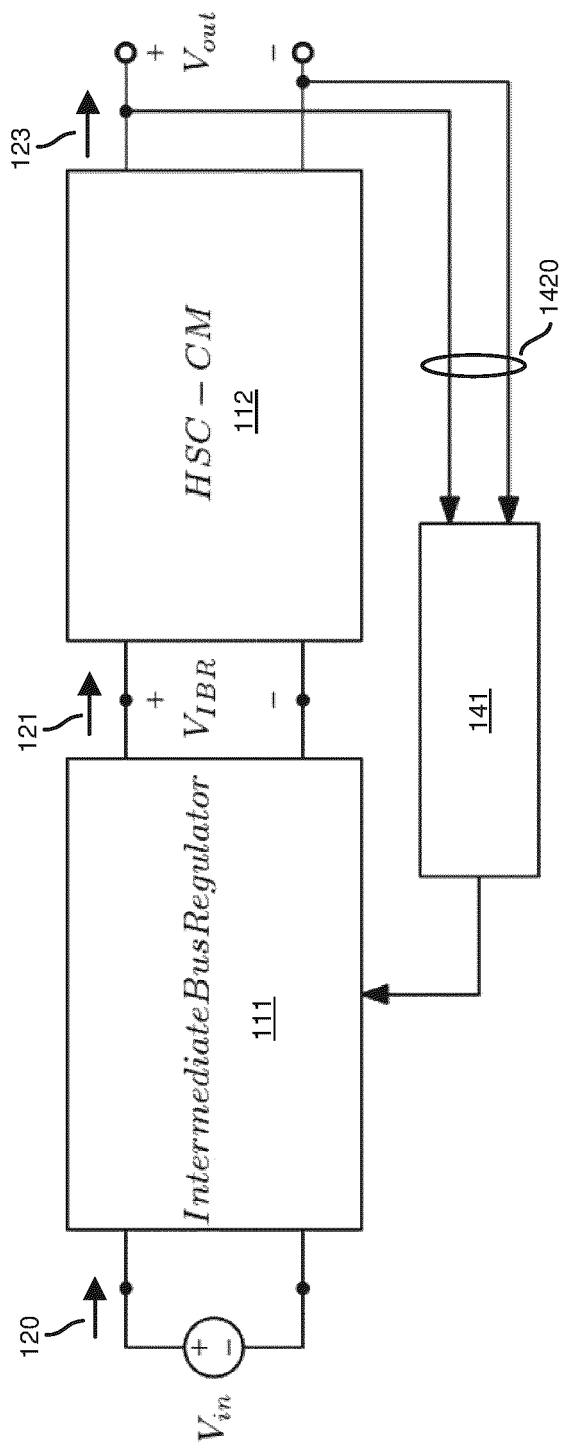 120
121
123
+
+
+
−
V_in
IntermediateBusRegulator
111
V_IBR
HSC − CM
112
V_out
−
−
141
1420